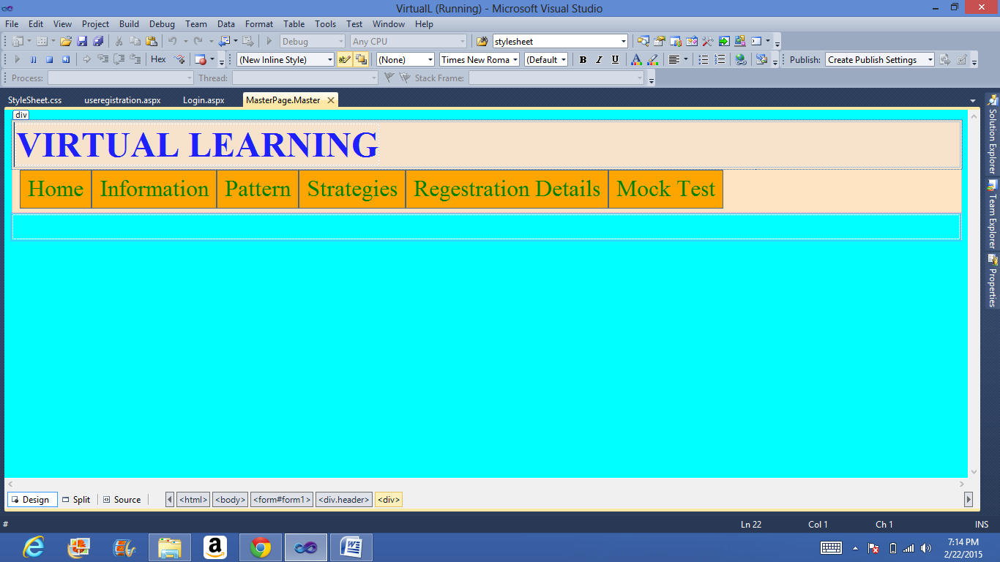 VirtualL (Running) - Microsoft Visual Studio
File Edit View Project Build Debug Team Data Format Table Tools Test Window Help
Debug Any CPU stylesheet
Hex (New Inline Style) (None) Times New Roma (Default B I U A Publish: Create Publish Settings
Process: Thread: Stack Frame:
StyleSheet.css useregistration.aspx Login.aspx MasterPage.Master
div
VIRTUAL LEARNING
Home Information Pattern Strategies Regestration Details Mock Test
Solution Explorer
Team Explorer
Properties
Design Split Source <html> <body> <form#form1> <div.header> <div>
# Ln 22 Col 1 Ch 1 INS
7:14 PM
2/22/2015